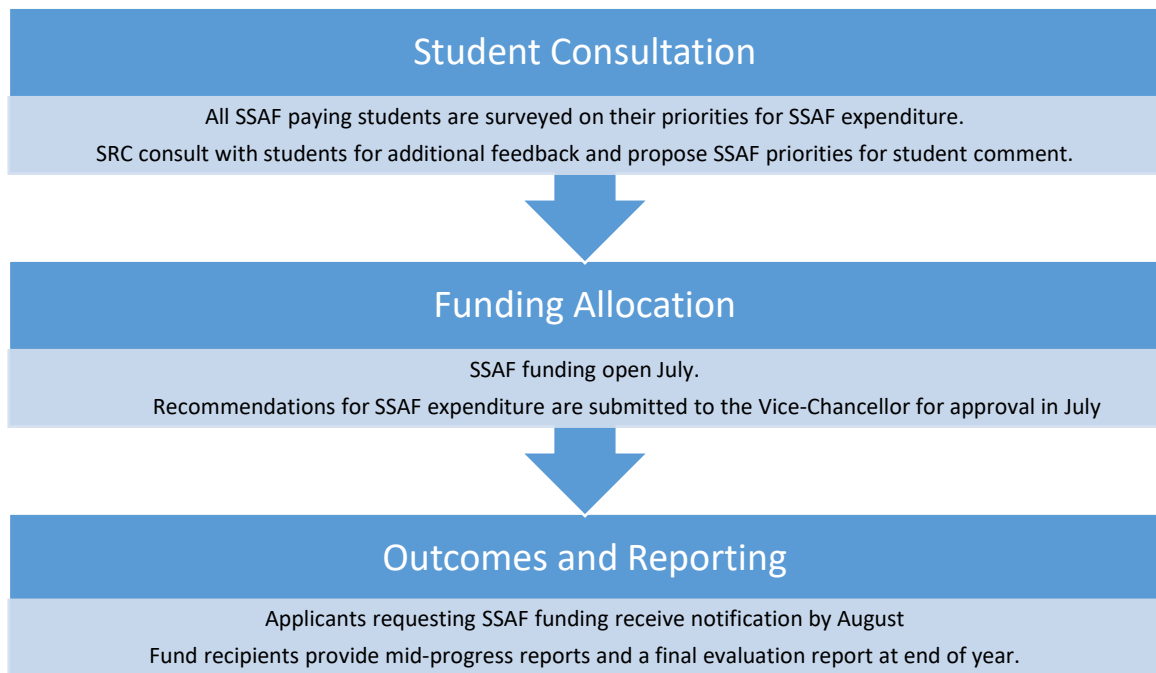 Student Consultation
All SSAF paying students are surveyed on their priorities for SSAF expenditure.
SRC consult with students for additional feedback and propose SSAF priorities for student comment.
Funding Allocation
SSAF funding open July.
Recommendations for SSAF expenditure are submitted to the Vice-Chancellor for approval in July
Outcomes and Reporting
Applicants requesting SSAF funding receive notification by August
Fund recipients provide mid-progress reports and a final evaluation report at end of year.